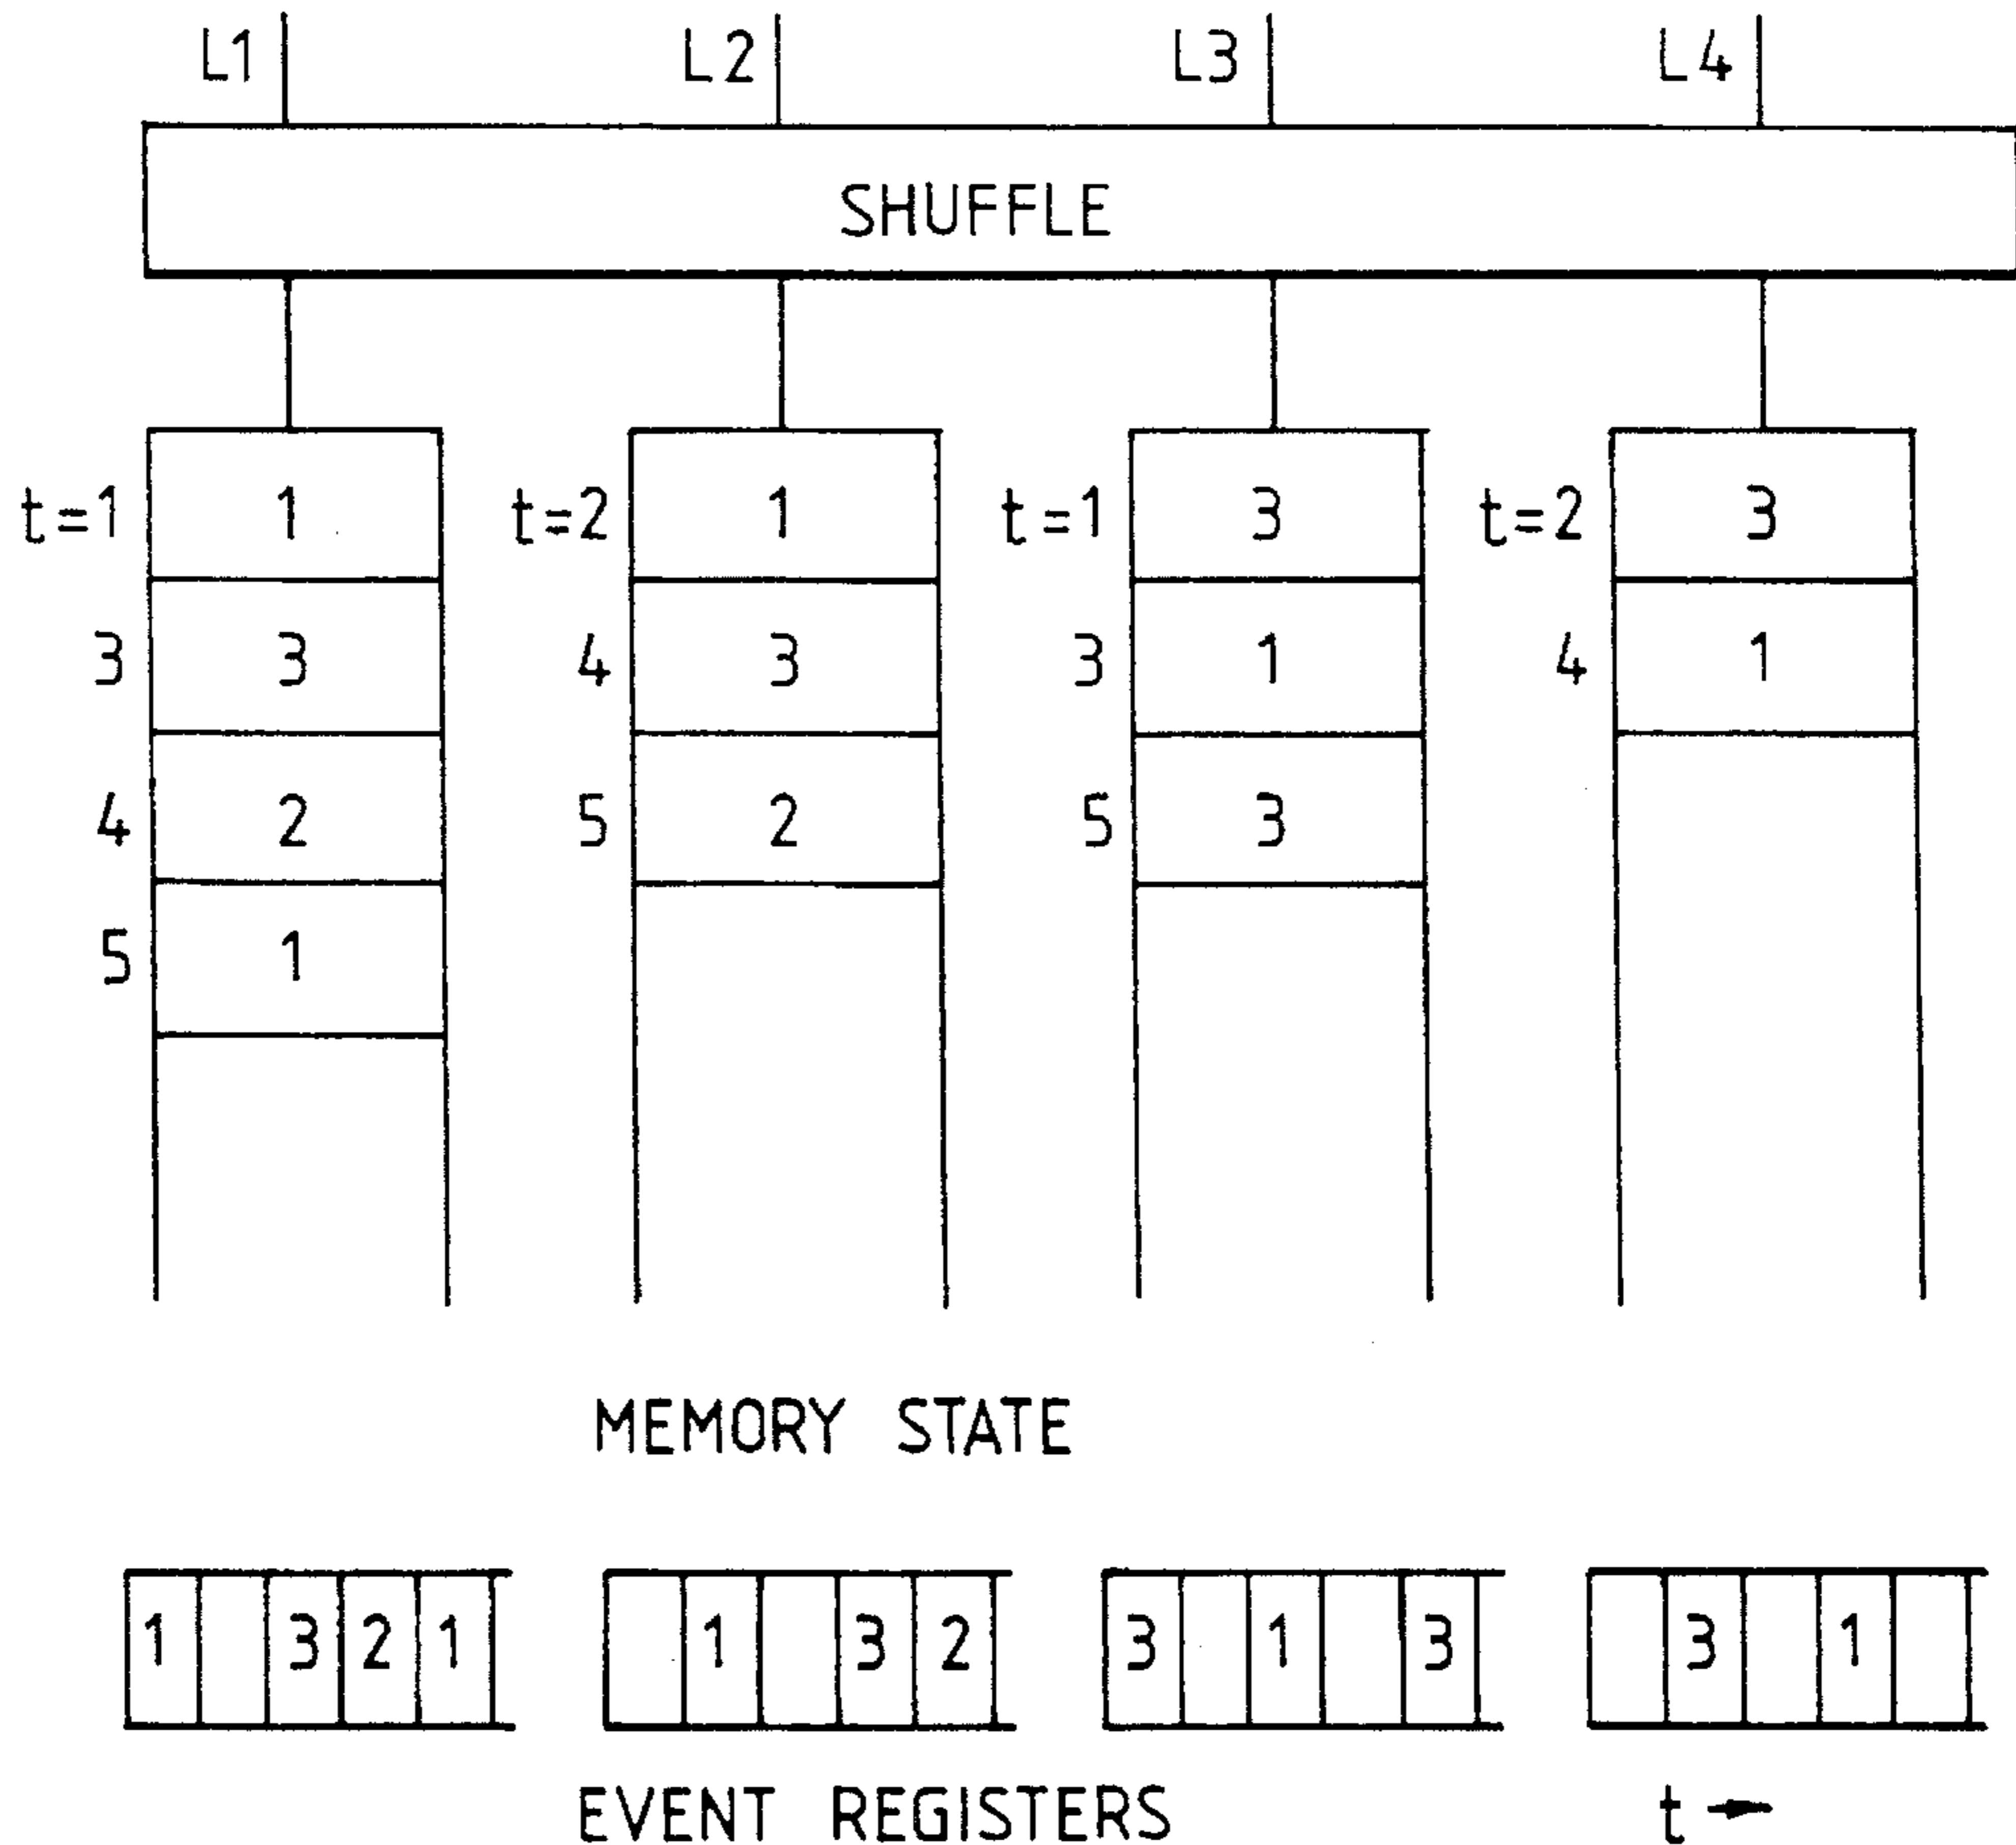 L1 L2 L3 L4
SHUFFLE
t=1 1 t=2 1 t=1 3 t=2 3
3 3 4 3 3 1 4 1
4 2 5 2 5 3
5 1
MEMORY STATE
1 3 2 1 1 3 2 3 1 3 3 1
EVENT REGISTERS t